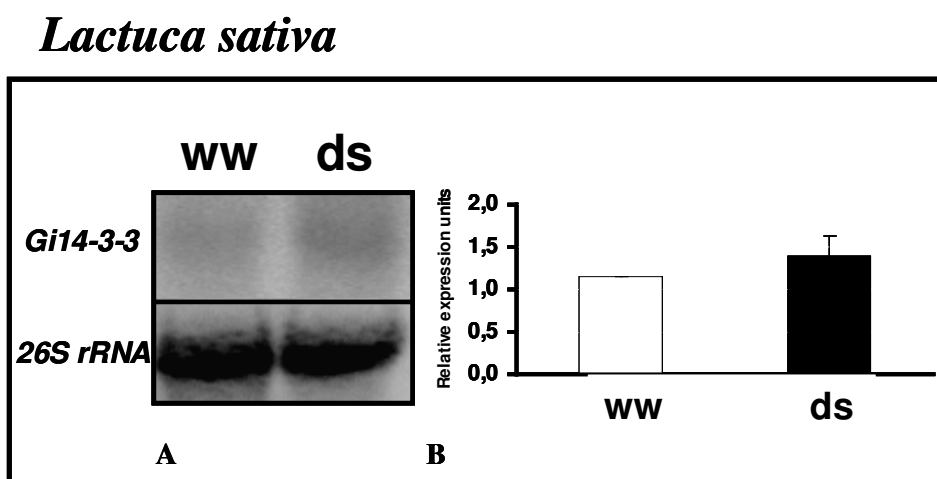 Lactuca sativa
ww ds
Gi14-3-3
26S rRNA
A
Relative expression units
2,0
1,5
1,0
0,5
0,0
ww ds
B